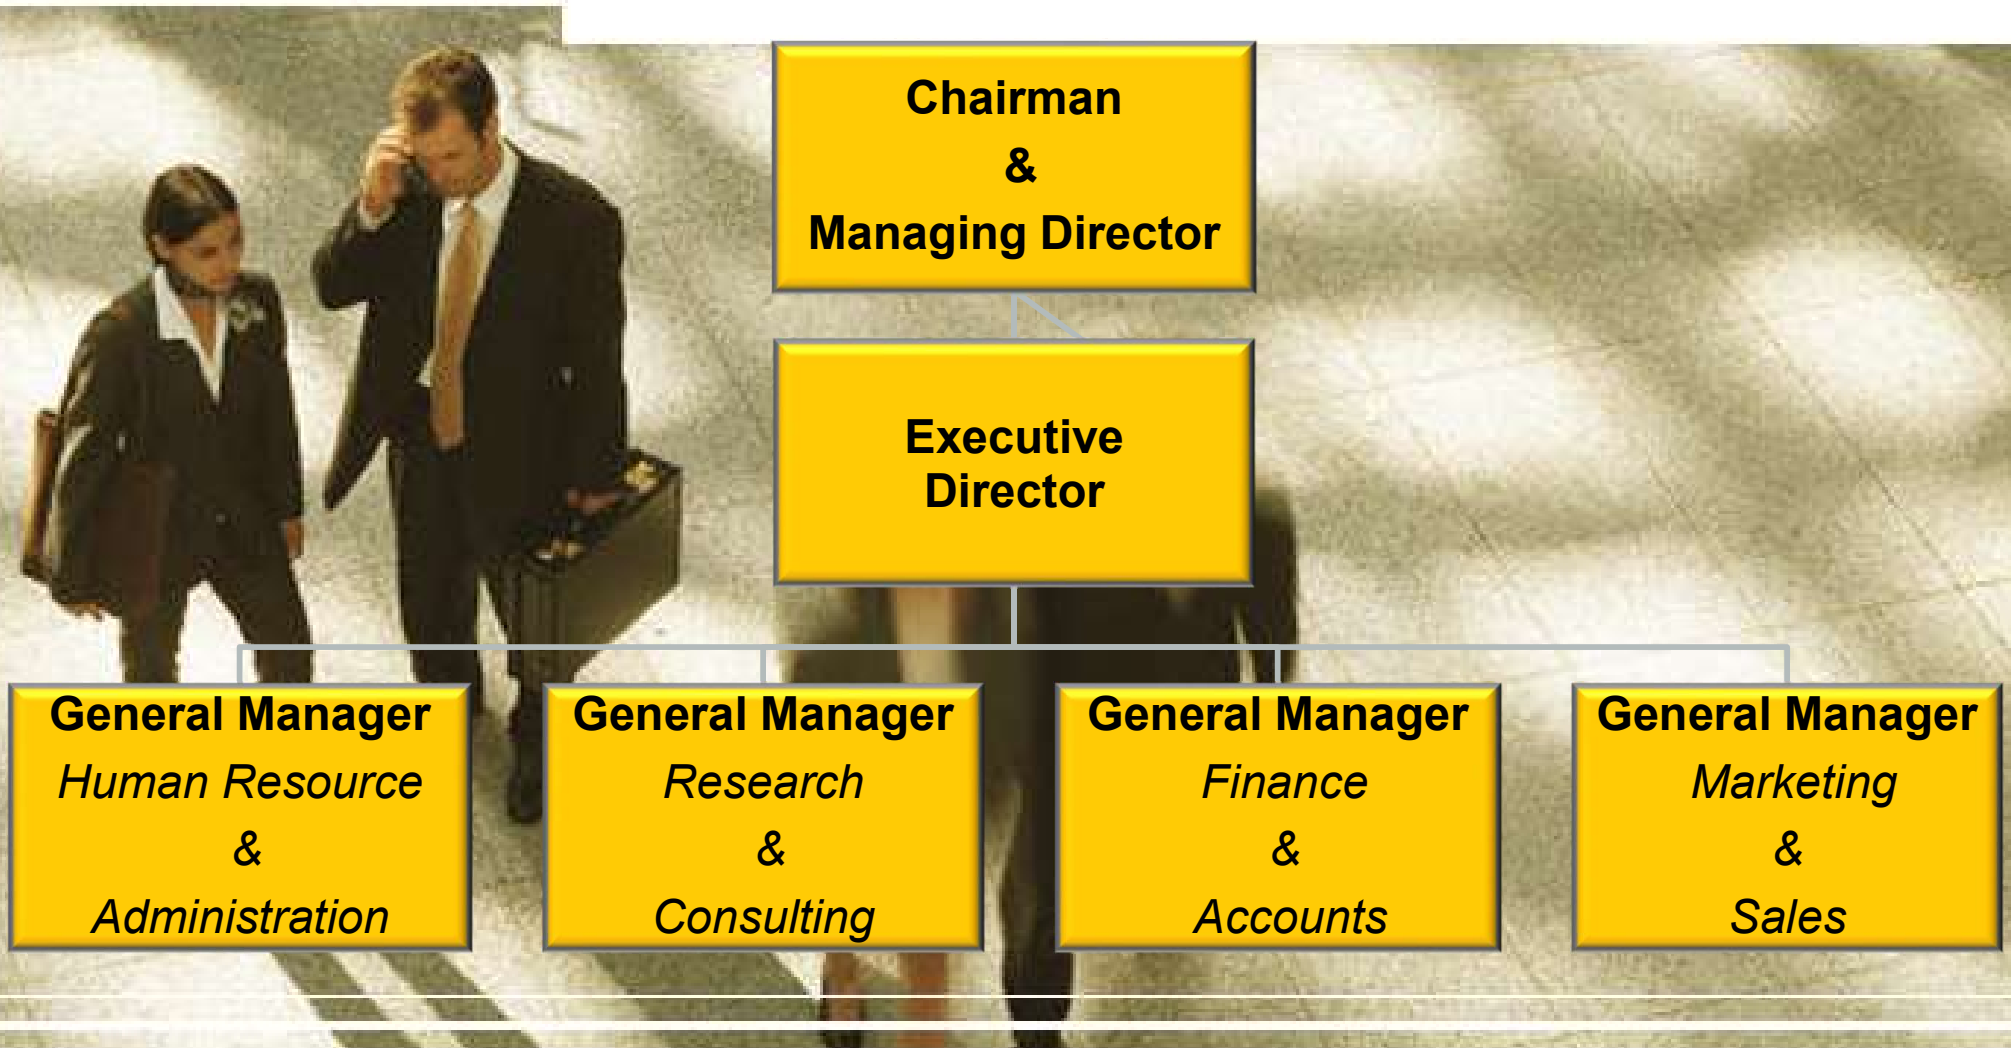 Chairman
&
Managing Director
Executive
Director
General Manager
Human Resource
&
Administration
General Manager
Research
&
Consulting
General Manager
Finance
&
Accounts
General Manager
Marketing
&
Sales